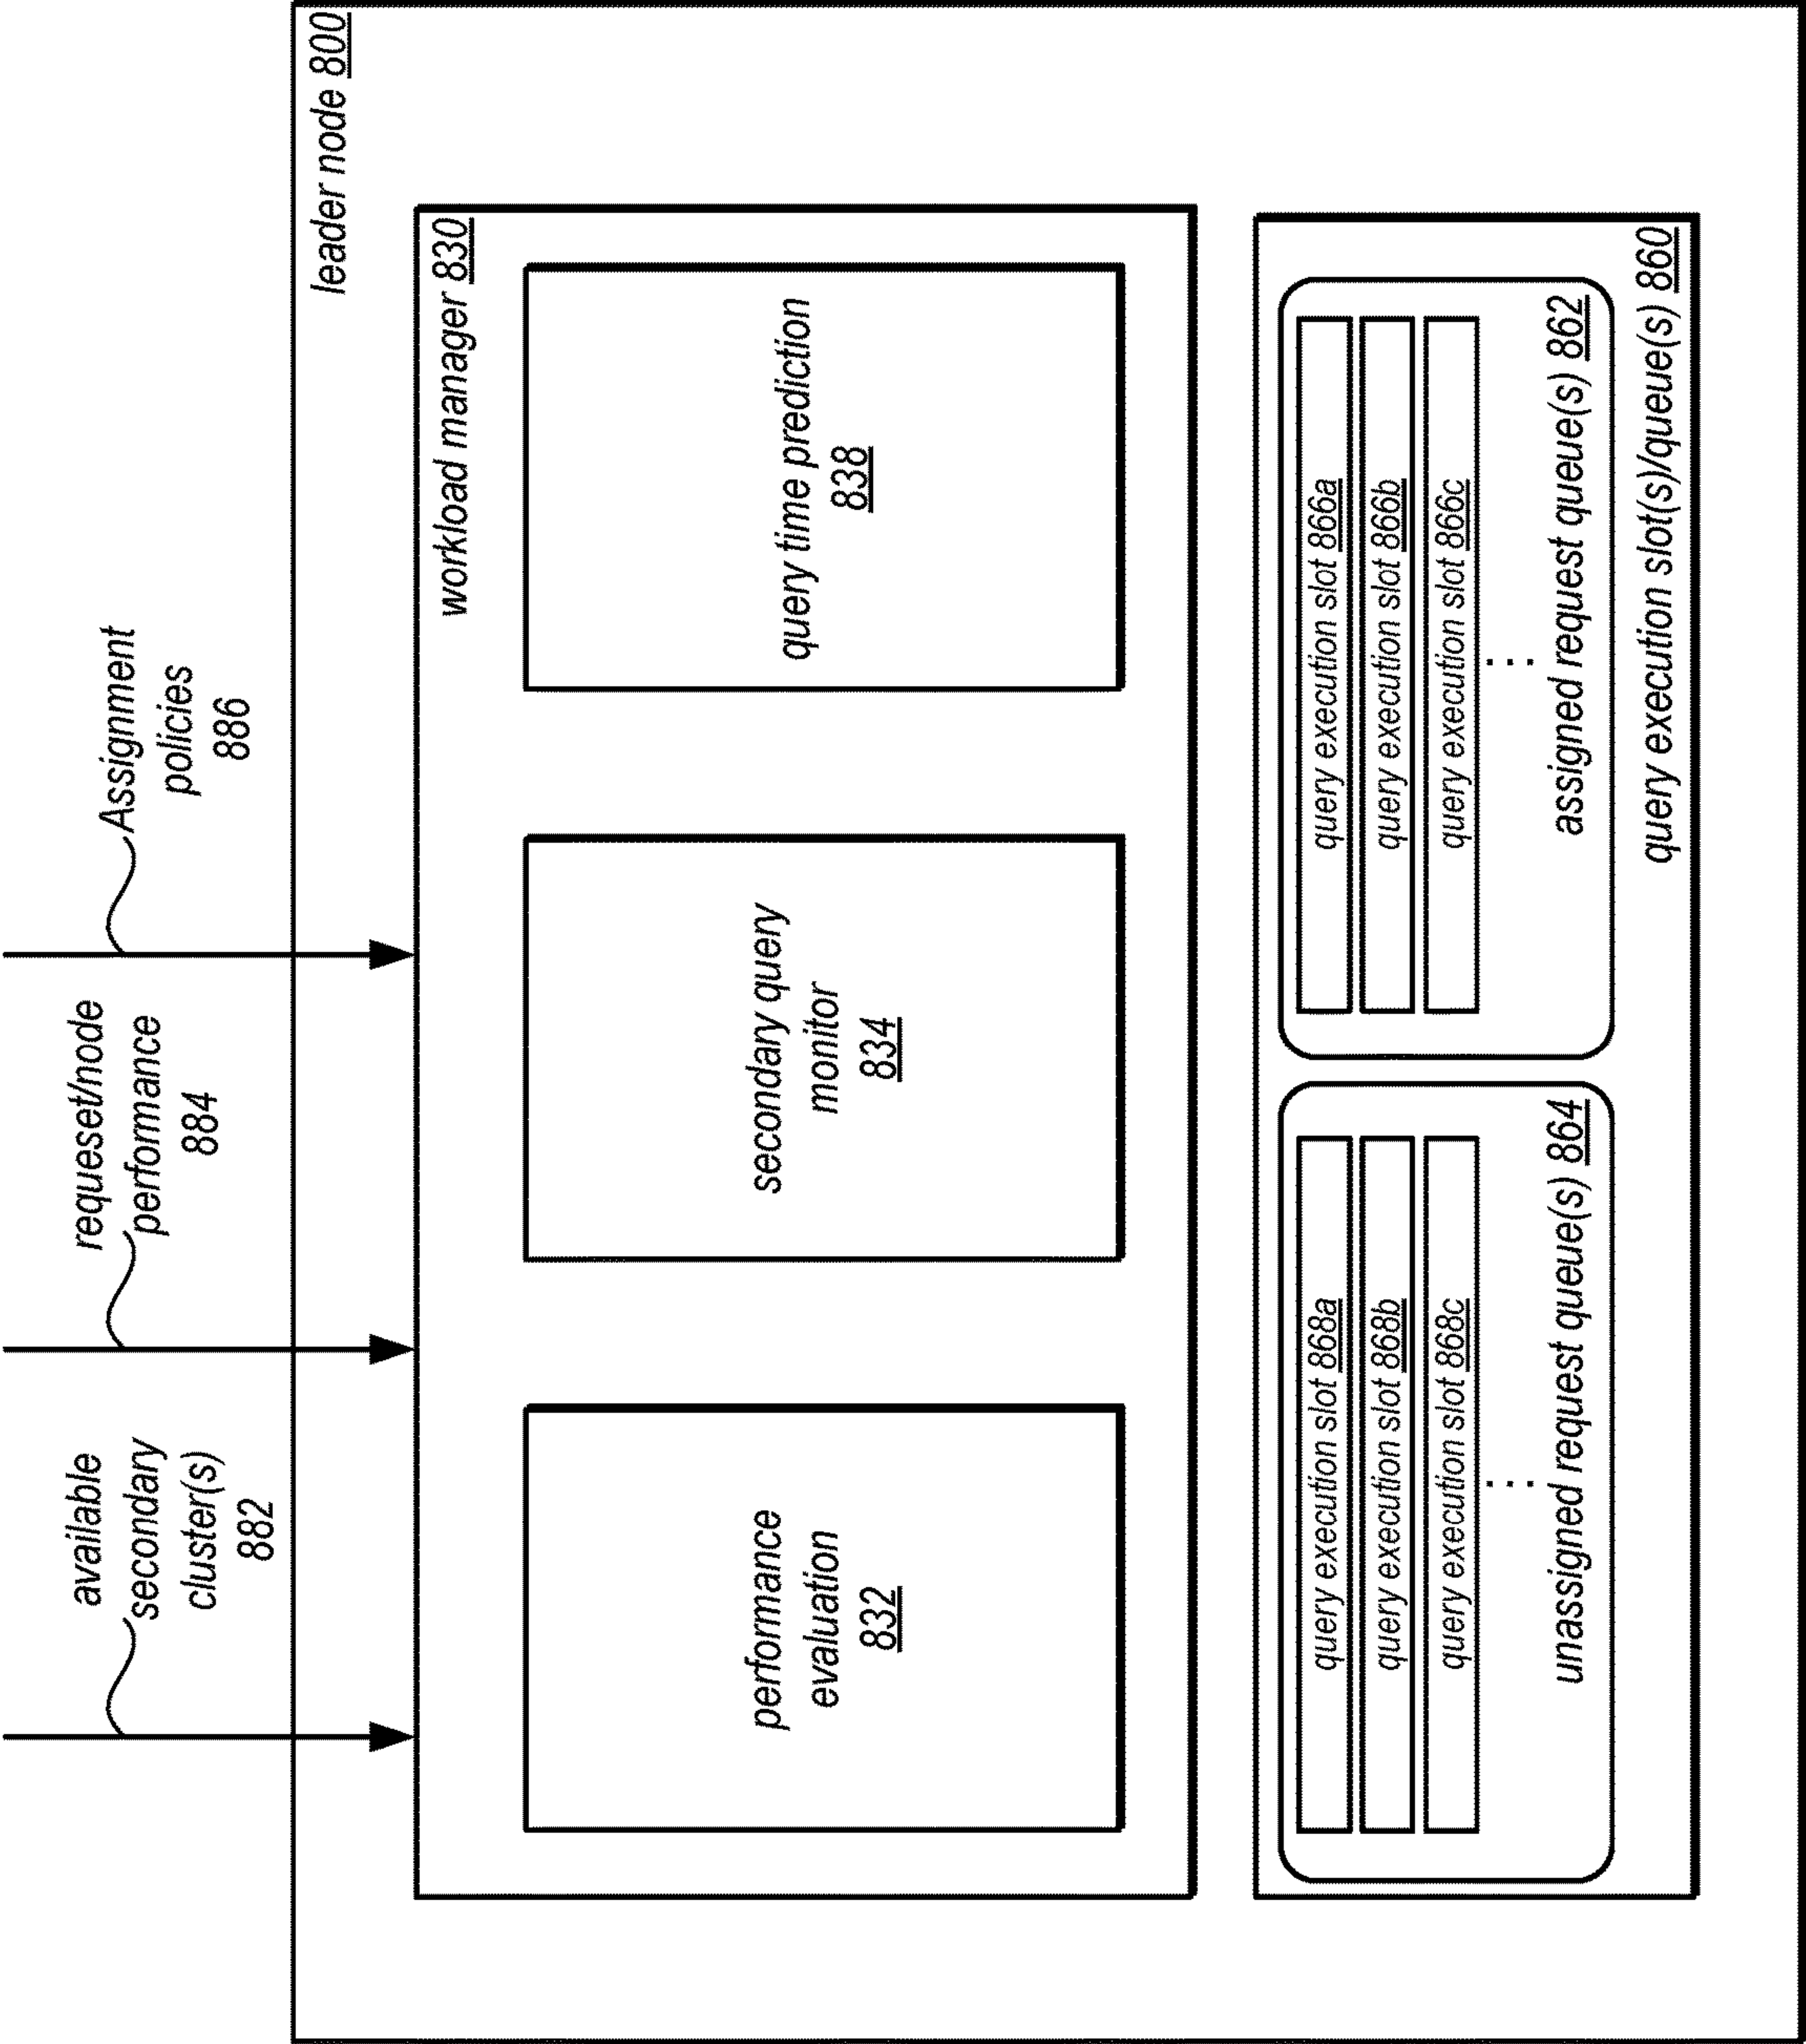 available
secondary
cluster(s)
882
requeset/node
performance
884
Assignment
policies
886
leader node 800
workload manager 830
performance
evaluation
832
secondary query
monitor
834
query time prediction
838
query execution slot 868a
query execution slot 868b
query execution slot 868c
...
unassigned request queue(s) 864
query execution slot 866a
query execution slot 866b
query execution slot 866c
...
assigned request queue(s) 862
query execution slot(s)/queue(s) 860